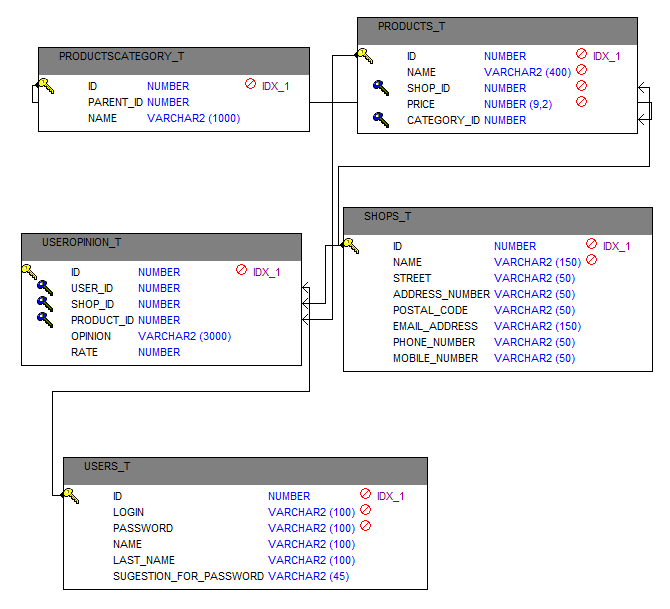 PRODUCTS_T
ID NUMBER IDX_1
NAME VARCHAR2 (400)
SHOP_ID NUMBER
PRICE NUMBER (9,2)
CATEGORY_ID NUMBER
PRODUCTSCATEGORY_T
ID NUMBER IDX_1
PARENT_ID NUMBER
NAME VARCHAR2 (1000)
SHOPS_T
ID NUMBER IDX_1
NAME VARCHAR2 (150)
STREET VARCHAR2 (50)
ADDRESS_NUMBER VARCHAR2 (50)
POSTAL_CODE VARCHAR2 (50)
EMAIL_ADDRESS VARCHAR2 (150)
PHONE_NUMBER VARCHAR2 (50)
MOBILE_NUMBER VARCHAR2 (50)
USEROPINION_T
ID NUMBER IDX_1
USER_ID NUMBER
SHOP_ID NUMBER
PRODUCT_ID NUMBER
OPINION VARCHAR2 (3000)
RATE NUMBER
USERS_T
ID NUMBER IDX_1
LOGIN VARCHAR2 (100)
PASSWORD VARCHAR2 (100)
NAME VARCHAR2 (100)
LAST_NAME VARCHAR2 (100)
SUGESTION_FOR_PASSWORD VARCHAR2 (45)